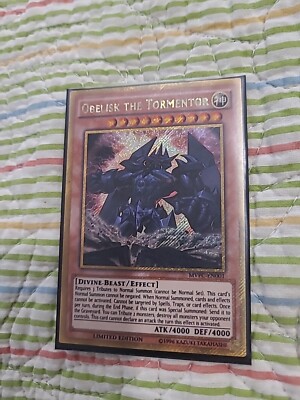 OBELISK THE TORMENTOR
MVPC-EN001
[DIVINE-BEAST/EFFECT]
Requires 3 Tributes to Normal Summon (cannot be Normal Set). This card's
Normal Summon cannot be negated. When Normal Summoned, cards and effects
cannot be activated. Cannot be targeted by Spells, Traps, or card effects. Once
per turn, during the End Phase, if this card was Special Summoned: Send it to
the Graveyard. You can Tribute 2 monsters; destroy all monsters your opponent
controls. This card cannot declare an attack the turn this effect is activated.
ATK/4000 DEF/4000
LIMITED EDITION
©1996 KAZUKI TAKAHASHI